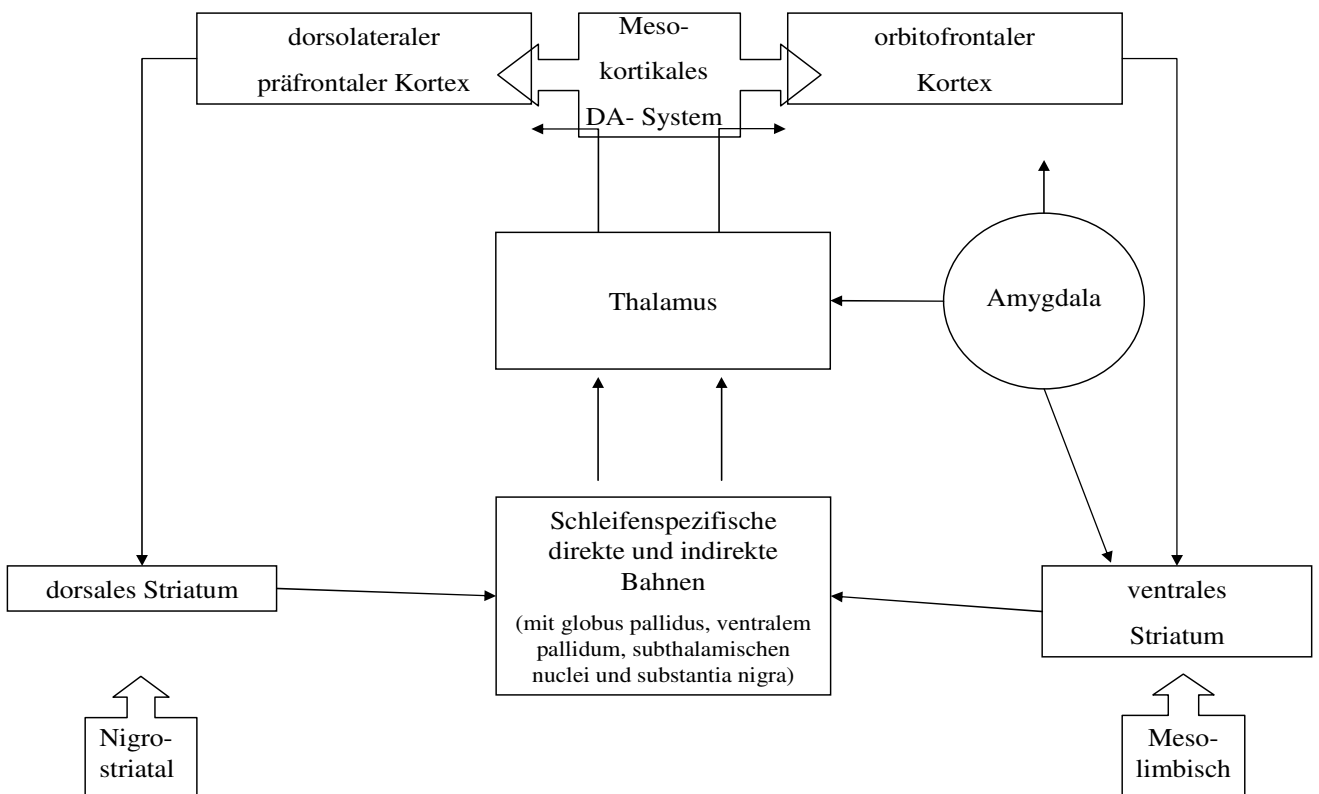 dorsolateraler
präfrontaler Kortex
Meso-
kortikales
DA- System
orbitofrontaler
Kortex
Thalamus
Amygdala
Schleifenspezifische
direkte und indirekte
Bahnen
(mit globus pallidus, ventralem
pallidum, subthalamischen
nuclei und substantia nigra)
dorsales Striatum
ventrales
Striatum
Nigro-
striatal
Meso-
limbisch